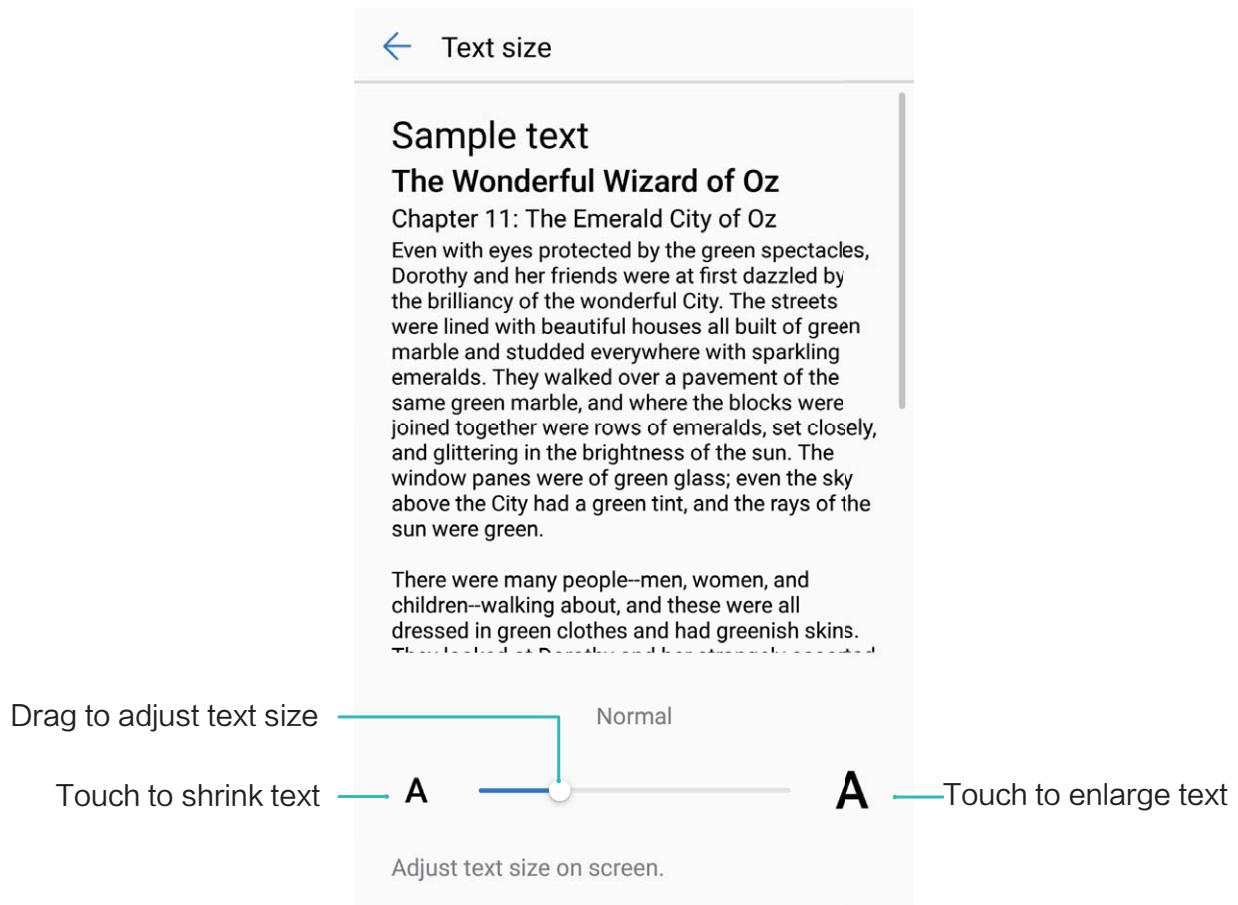 Text size
Sample text
The Wonderful Wizard of Oz
Chapter 11: The Emerald City of Oz
Even with eyes protected by the green spectacles,
Dorothy and her friends were at first dazzled by
the brilliancy of the wonderful City. The streets
were lined with beautiful houses all built of green
marble and studded everywhere with sparkling
emeralds. They walked over a pavement of the
same green marble, and where the blocks were
joined together were rows of emeralds, set closely,
and glittering in the brightness of the sun. The
window panes were of green glass; even the sky
above the City had a green tint, and the rays of the
sun were green.
There were many people--men, women, and
children--walking about, and these were all
dressed in green clothes and had greenish skins.
They looked at Dorothy and her strangely assorted
Drag to adjust text size
Normal
Touch to shrink text
A
A
Touch to enlarge text
Adjust text size on screen.